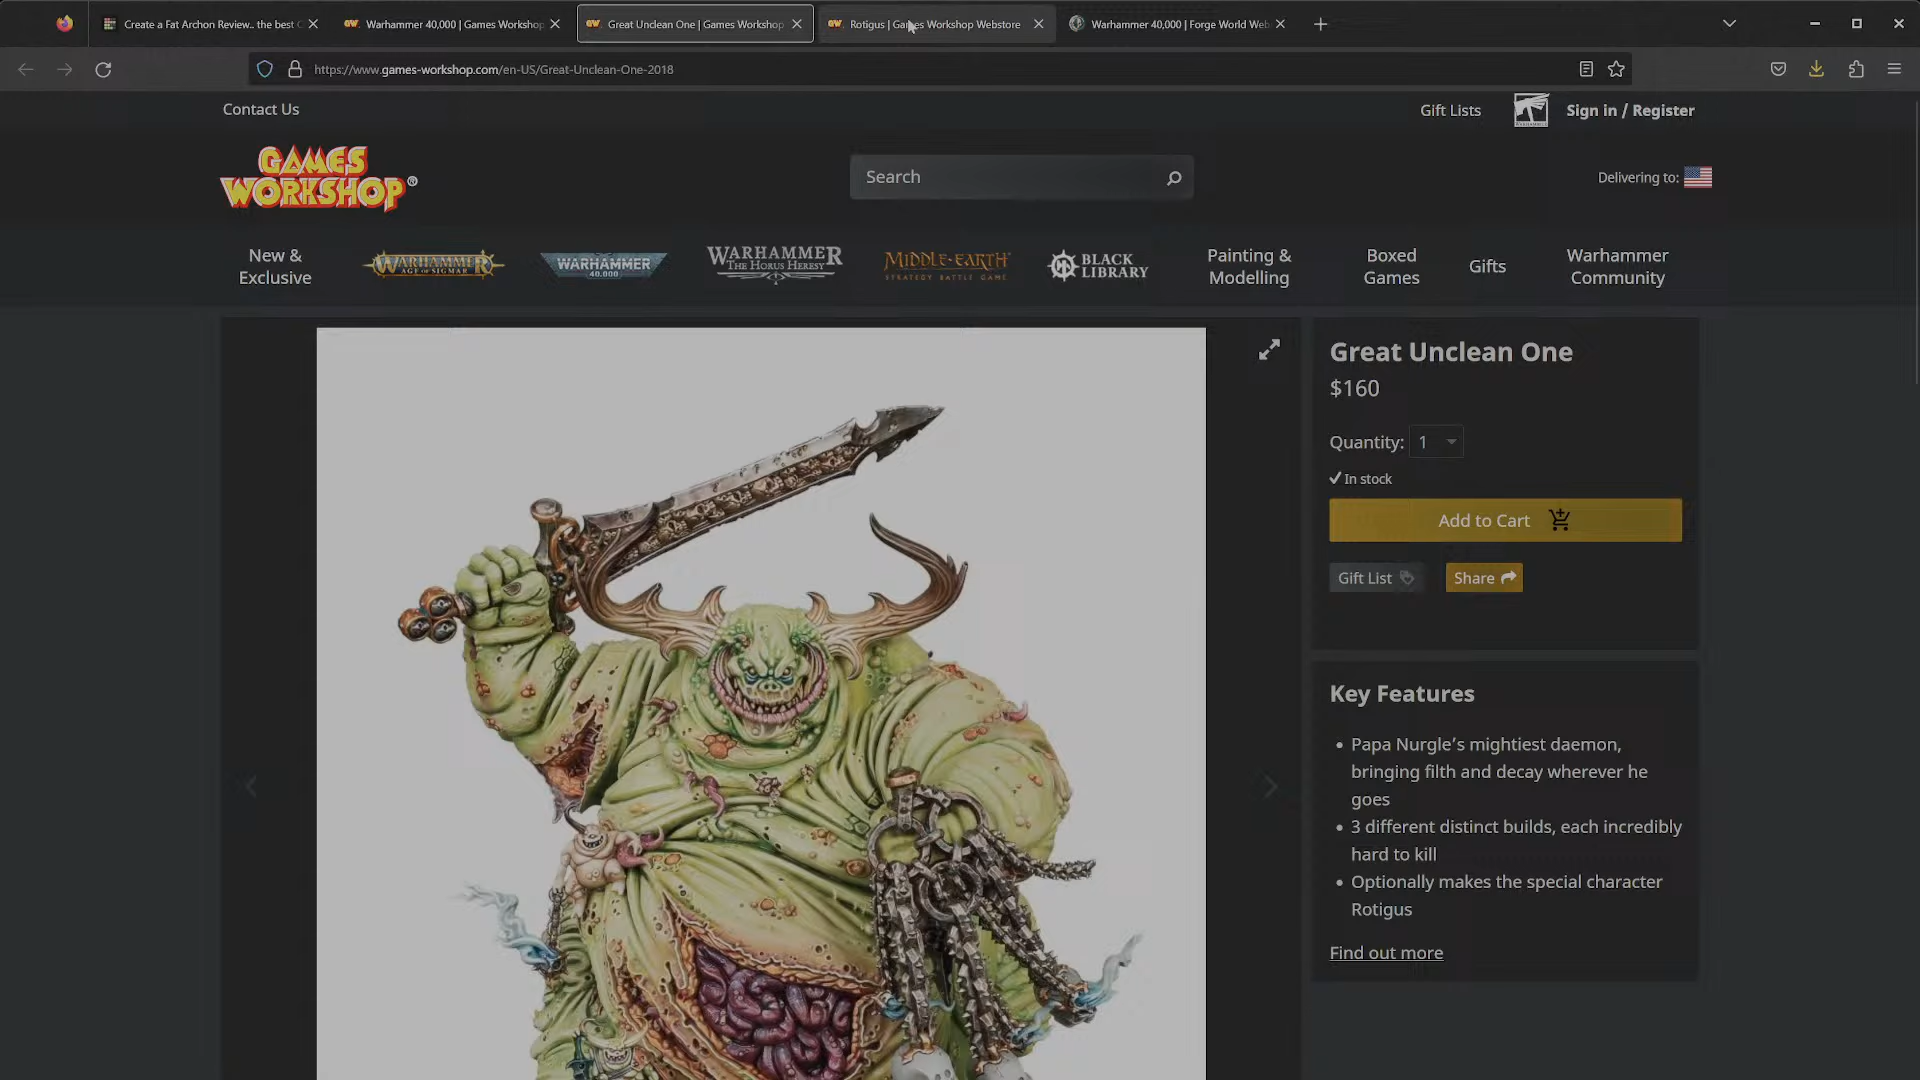 Create a Fat Archon Review.. the best C
Warhammer 40,000 | Games Workshop
Great Unclean One | Games Workshop
Rotigus | Games Workshop Webstore
Warhammer 40,000 | Forge World Web
https://www.games-workshop.com/en-US/Great-Unclean-One-2018
Contact Us
Gift Lists
Sign in / Register
GAMES
WORKSHOP®
Search
Delivering to:
New &
Exclusive
WARHAMMER
AGE OF SIGMAR
WARHAMMER
40,000
WARHAMMER
THE HORUS HERESY
MIDDLE-EARTH
STRATEGY BATTLE GAME
BLACK
LIBRARY
Painting &
Modelling
Boxed
Games
Gifts
Warhammer
Community
Great Unclean One
$160
Quantity: 1
In stock
Add to Cart
Gift List
Share
Key Features
• Papa Nurgle’s mightiest daemon,
bringing filth and decay wherever he
goes
• 3 different distinct builds, each incredibly
hard to kill
• Optionally makes the special character
Rotigus
Find out more